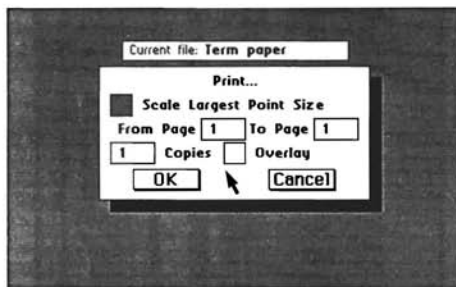 Current file: Term paper
Print...
Scale Largest Point Size
From Page 1 To Page 1
1 Copies Overlay
OK Cancel